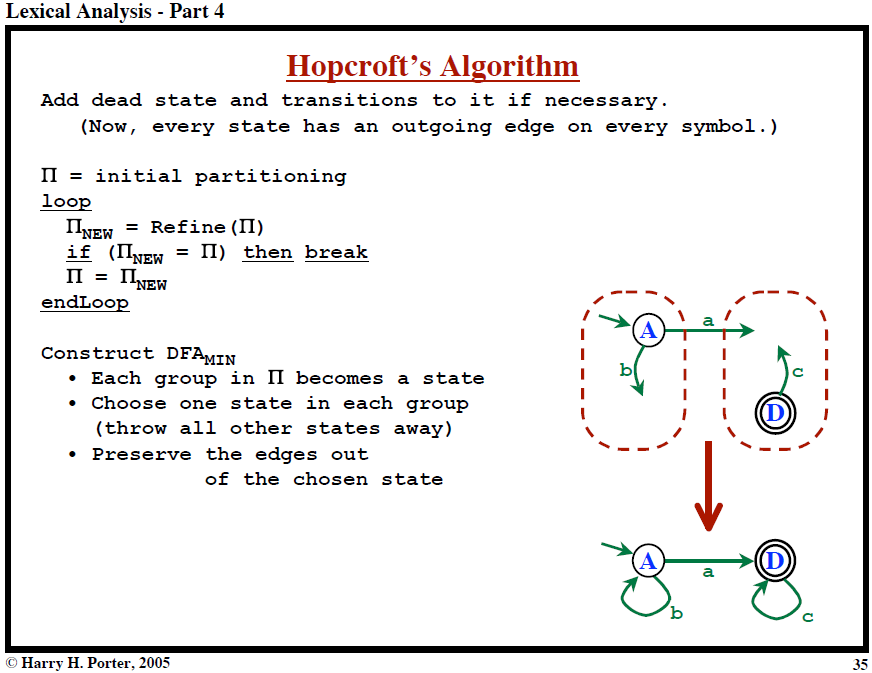 Lexical Analysis - Part 4
Hopcroft's Algorithm
Add dead state and transitions to it if necessary.
(Now, every state has an outgoing edge on every symbol.)
Π = initial partitioning
loop
ΠNEW = Refine(Π)
if (ΠNEW = Π) then break
Π = ΠNEW
endLoop
Construct DFAMIN
• Each group in Π becomes a state
• Choose one state in each group
(throw all other states away)
• Preserve the edges out
of the chosen state
A
a
b
c
D
A
a
D
b
c
© Harry H. Porter, 2005
35